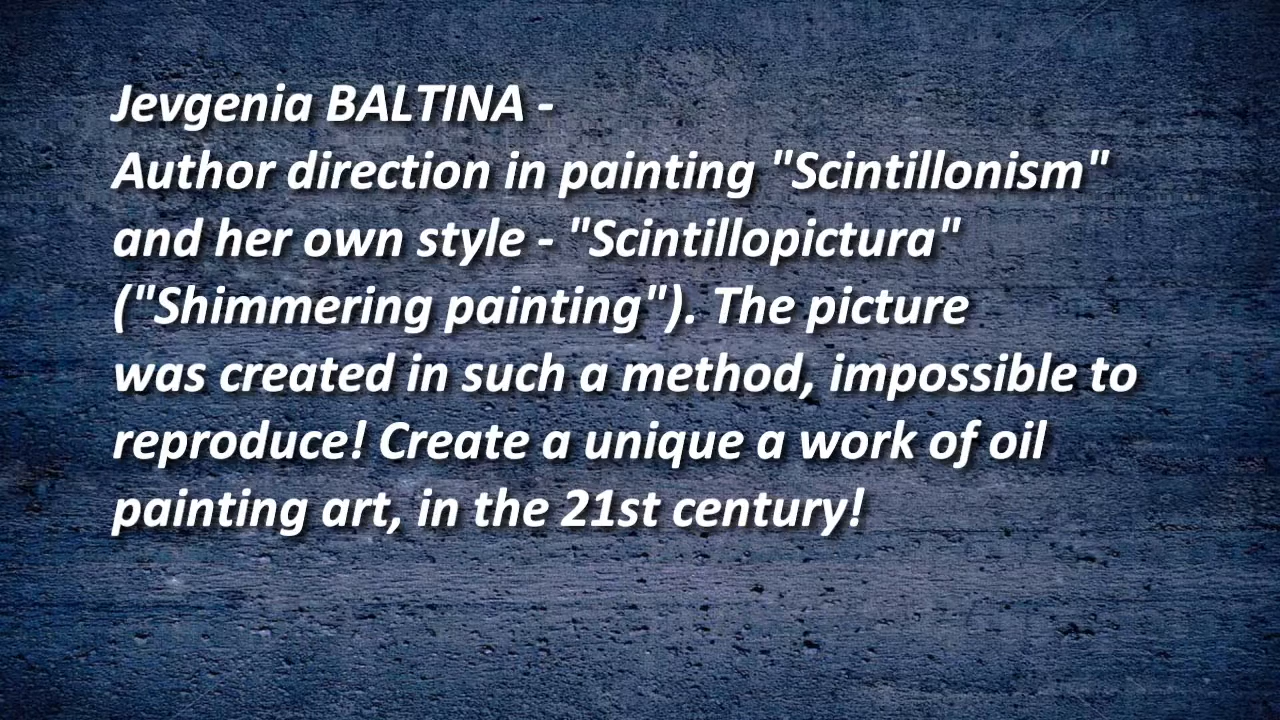 Jevgenia BALTINA -
Author direction in painting "Scintillonism"
and her own style - "Scintillopictura"
("Shimmering painting"). The picture
was created in such a method, impossible to
reproduce! Create a unique a work of oil
painting art, in the 21st century!